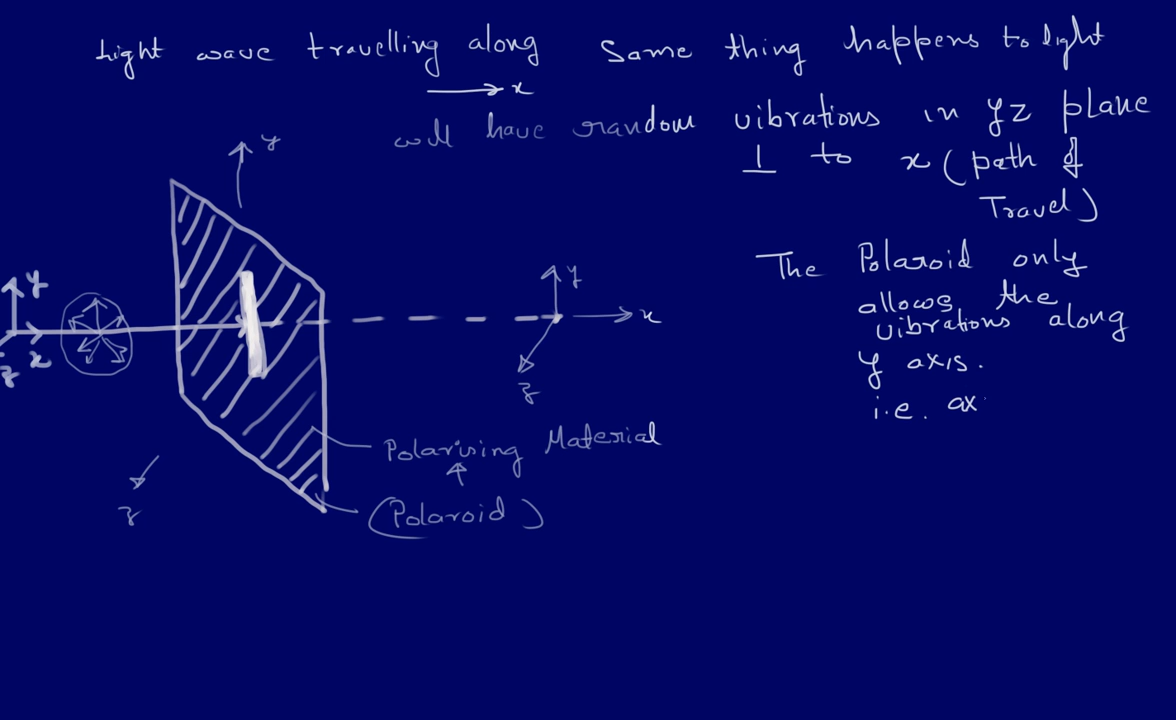 Light wave travelling along Same thing happens to light
→ x
will have random vibrations in yz plane
⊥ to x (path of
Travel)
The Polaroid only
allows the
vibrations along
y axis.
i.e. ax
y
y
x
z
y
x
z
z
Polarising Material
(Polaroid)